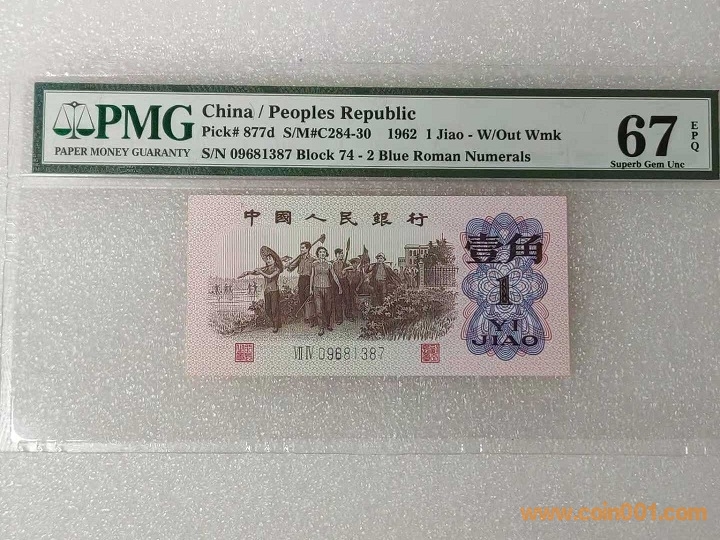 PMG
PAPER MONEY GUARANTY
China / Peoples Republic
Pick# 877d S/M#C284-30 1962 1 Jiao - W/Out Wmk
S/N 09681387 Block 74 - 2 Blue Roman Numerals
67
EPQ
Superb Gem Unc
中國人民銀行
壹角
1
YI
JIAO
VII IV 09681387
www.coin001.com